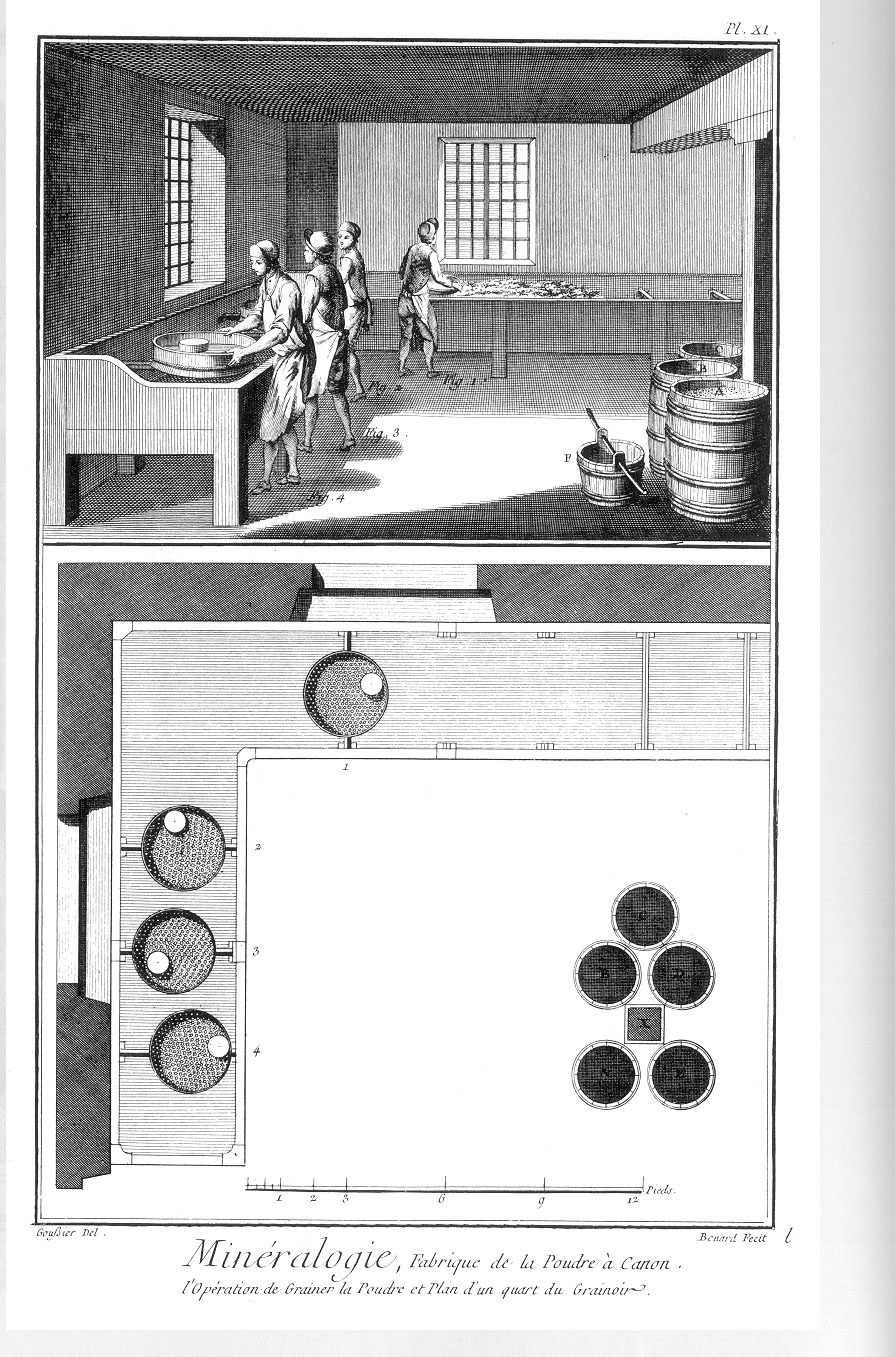 Pl. XI.
Fig. 2
Fig. 1.
Fig. 3.
Fig. 4
B
A
F
1
2
3
4
C
B
D
X
A
E
1 2 3 6 9 12 Pieds.
Goussier Del.
Benard Fecit
l
Minéralogie, Fabrique de la Poudre à Canon.
l'Opération de Grainer la Poudre et Plan d'un quart du Grainoir.